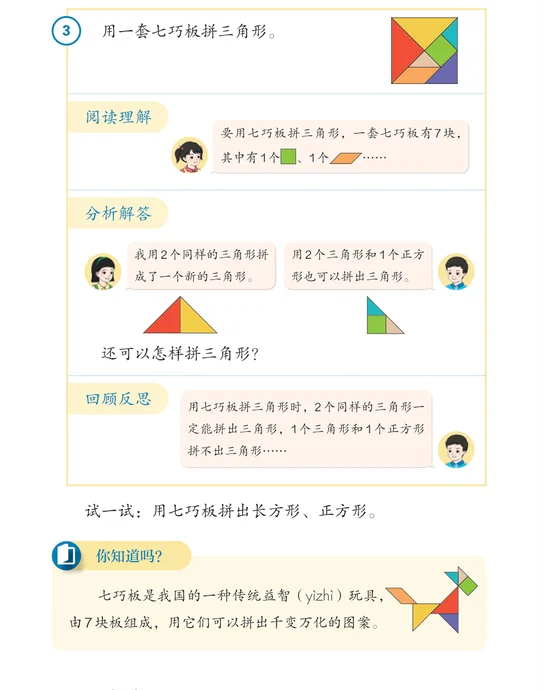 3 用一套七巧板拼三角形。
阅读理解
要用七巧板拼三角形，一套七巧板有7块，
其中有1个、1个……
分析解答
我用2个同样的三角形拼
成了一个新的三角形。
用2个三角形和1个正方
形也可以拼出三角形。
还可以怎样拼三角形？
回顾反思
用七巧板拼三角形时，2个同样的三角形一
定能拼出三角形，1个三角形和1个正方形
拼不出三角形……
试一试：用七巧板拼出长方形、正方形。
你知道吗？
七巧板是我国的一种传统益智（yìzhì）玩具，
由7块板组成，用它们可以拼出千变万化的图案。